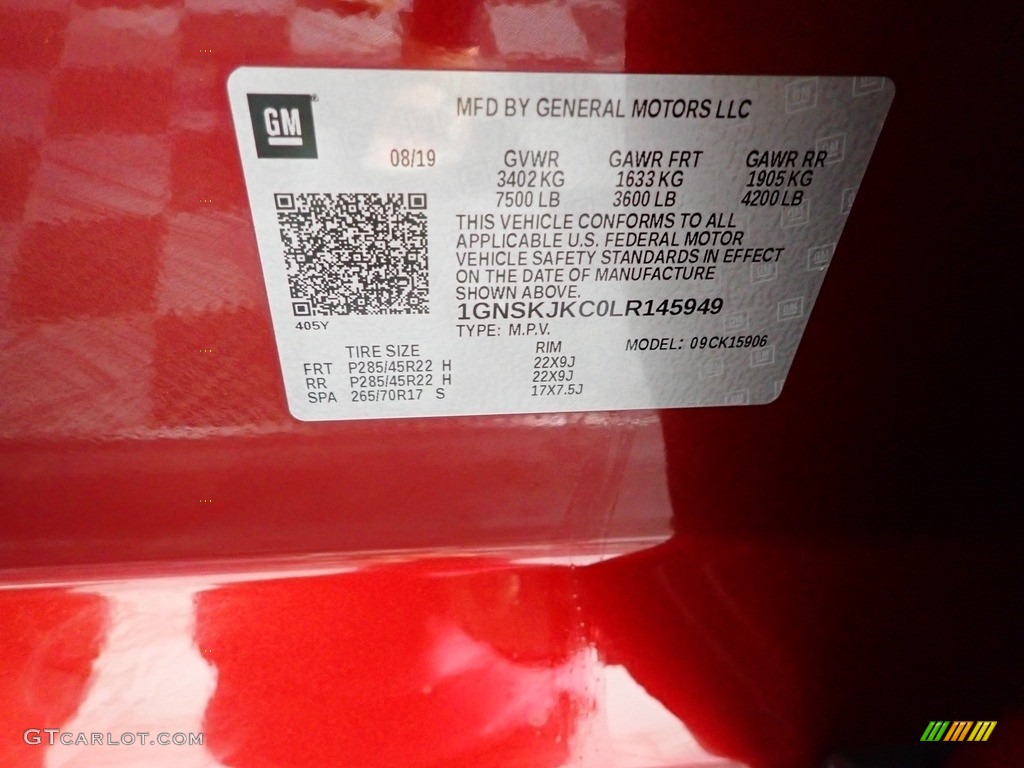 GM
MFD BY GENERAL MOTORS LLC
08/19 GVWR GAWR FRT GAWR RR
3402 KG 1633 KG 1905 KG
7500 LB 3600 LB 4200 LB
THIS VEHICLE CONFORMS TO ALL
APPLICABLE U.S. FEDERAL MOTOR
VEHICLE SAFETY STANDARDS IN EFFECT
ON THE DATE OF MANUFACTURE
SHOWN ABOVE.
1GNSKJKC0LR145949
405Y
TYPE: M.P.V.
MODEL: 09CK15906
TIRE SIZE RIM
FRT P285/45R22 H 22X9J
RR P285/45R22 H 22X9J
SPA 265/70R17 S 17X7.5J
GTcarlot.com